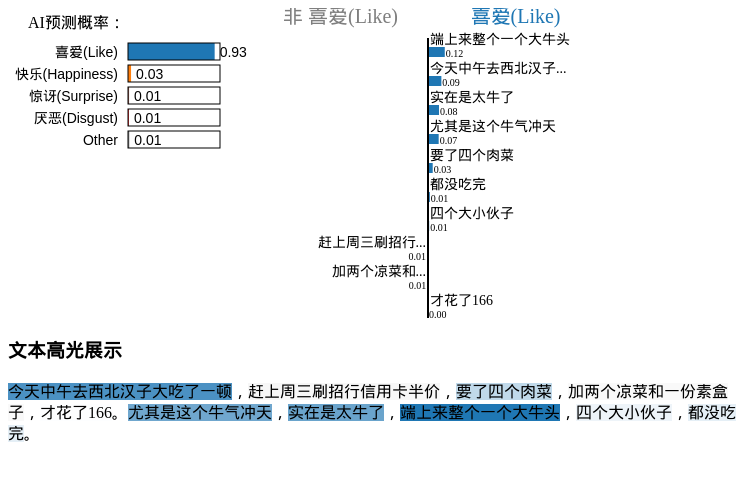 AI预测概率：
喜爱(Like) 0.93
快乐(Happiness) 0.03
惊讶(Surprise) 0.01
厌恶(Disgust) 0.01
Other 0.01
非 喜爱(Like) 喜爱(Like)
端上来整个一个大牛头
0.12
今天中午去西北汉子...
0.09
实在是太牛了
0.08
尤其是这个牛气冲天
0.07
要了四个肉菜
0.03
都没吃完
0.01
四个大小伙子
0.01
赶上周三刷招行...
0.01
加两个凉菜和...
0.01
才花了166
0.00
文本高光展示
今天中午去西北汉子大吃了一顿，赶上周三刷招行信用卡半价，要了四个肉菜，加两个凉菜和一份素盒
子，才花了166。尤其是这个牛气冲天，实在是太牛了，端上来整个一个大牛头，四个大小伙子，都没吃
完。